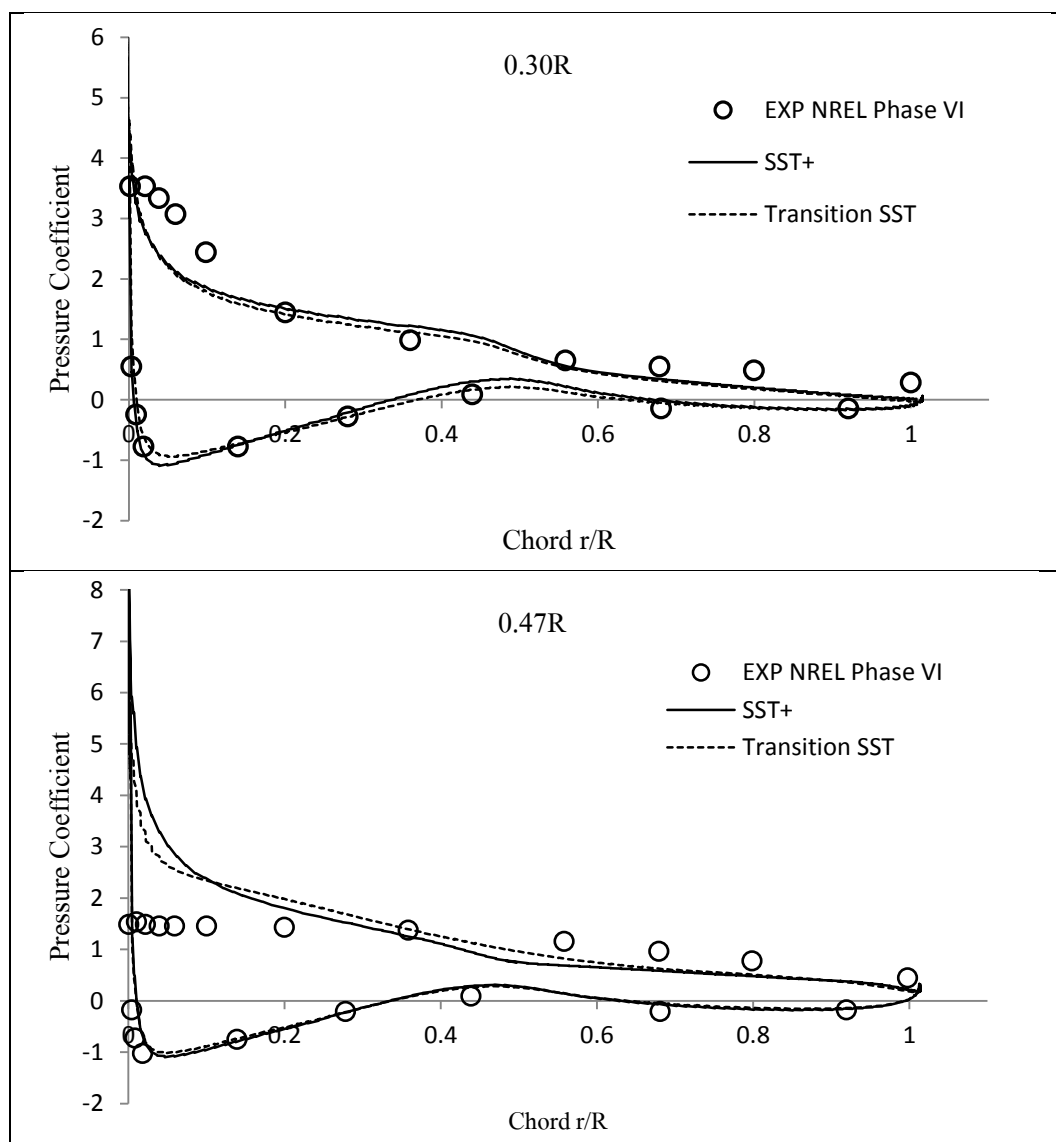 0.30R
EXP NREL Phase VI
SST+
Transition SST
Pressure Coefficient
6
5
4
3
2
1
0
-1
-2
0
0.2
0.4
0.6
0.8
1
Chord r/R
0.47R
EXP NREL Phase VI
SST+
Transition SST
Pressure Coefficient
8
7
6
5
4
3
2
1
0
-1
-2
0
0.2
0.4
0.6
0.8
1
Chord r/R